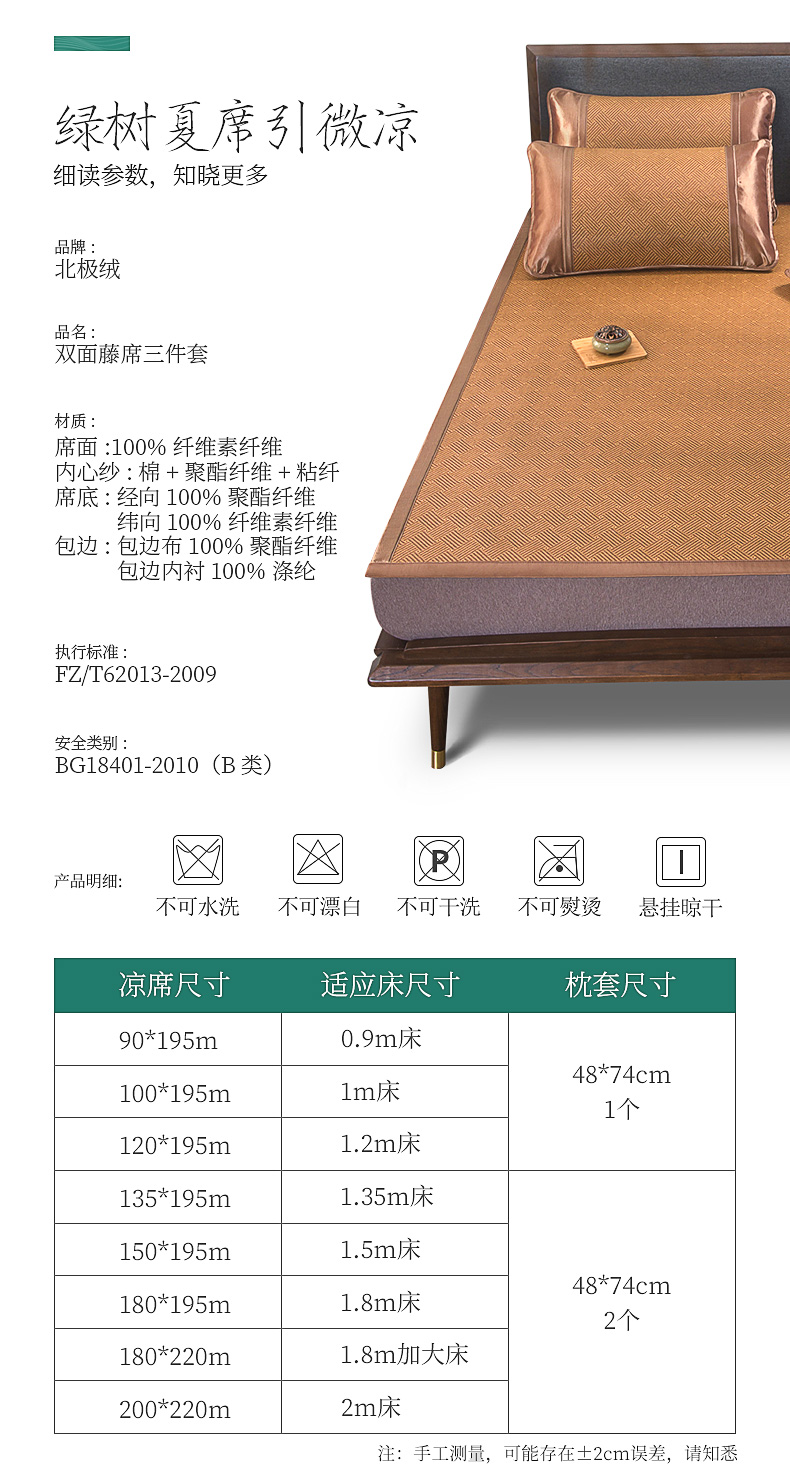 绿树夏席引微凉
细读参数，知晓更多
品牌：
北极绒
品名：
双面藤席三件套
材质：
席面 :100% 纤维素纤维
内心纱 : 棉 + 聚酯纤维 + 粘纤
席底 : 经向 100% 聚酯纤维
纬向 100% 纤维素纤维
包边 : 包边布 100% 聚酯纤维
包边内衬 100% 涤纶
执行标准：
FZ/T62013-2009
安全类别：
BG18401-2010（B 类）
产品明细:
P
不可水洗 不可漂白 不可干洗 不可熨烫 悬挂晾干
凉席尺寸 适应床尺寸 枕套尺寸
90*195m 0.9m床
100*195m 1m床
120*195m 1.2m床
48*74cm
1个
135*195m 1.35m床
150*195m 1.5m床
180*195m 1.8m床
180*220m 1.8m加大床
200*220m 2m床
48*74cm
2个
注：手工测量，可能存在±2cm误差，请知悉